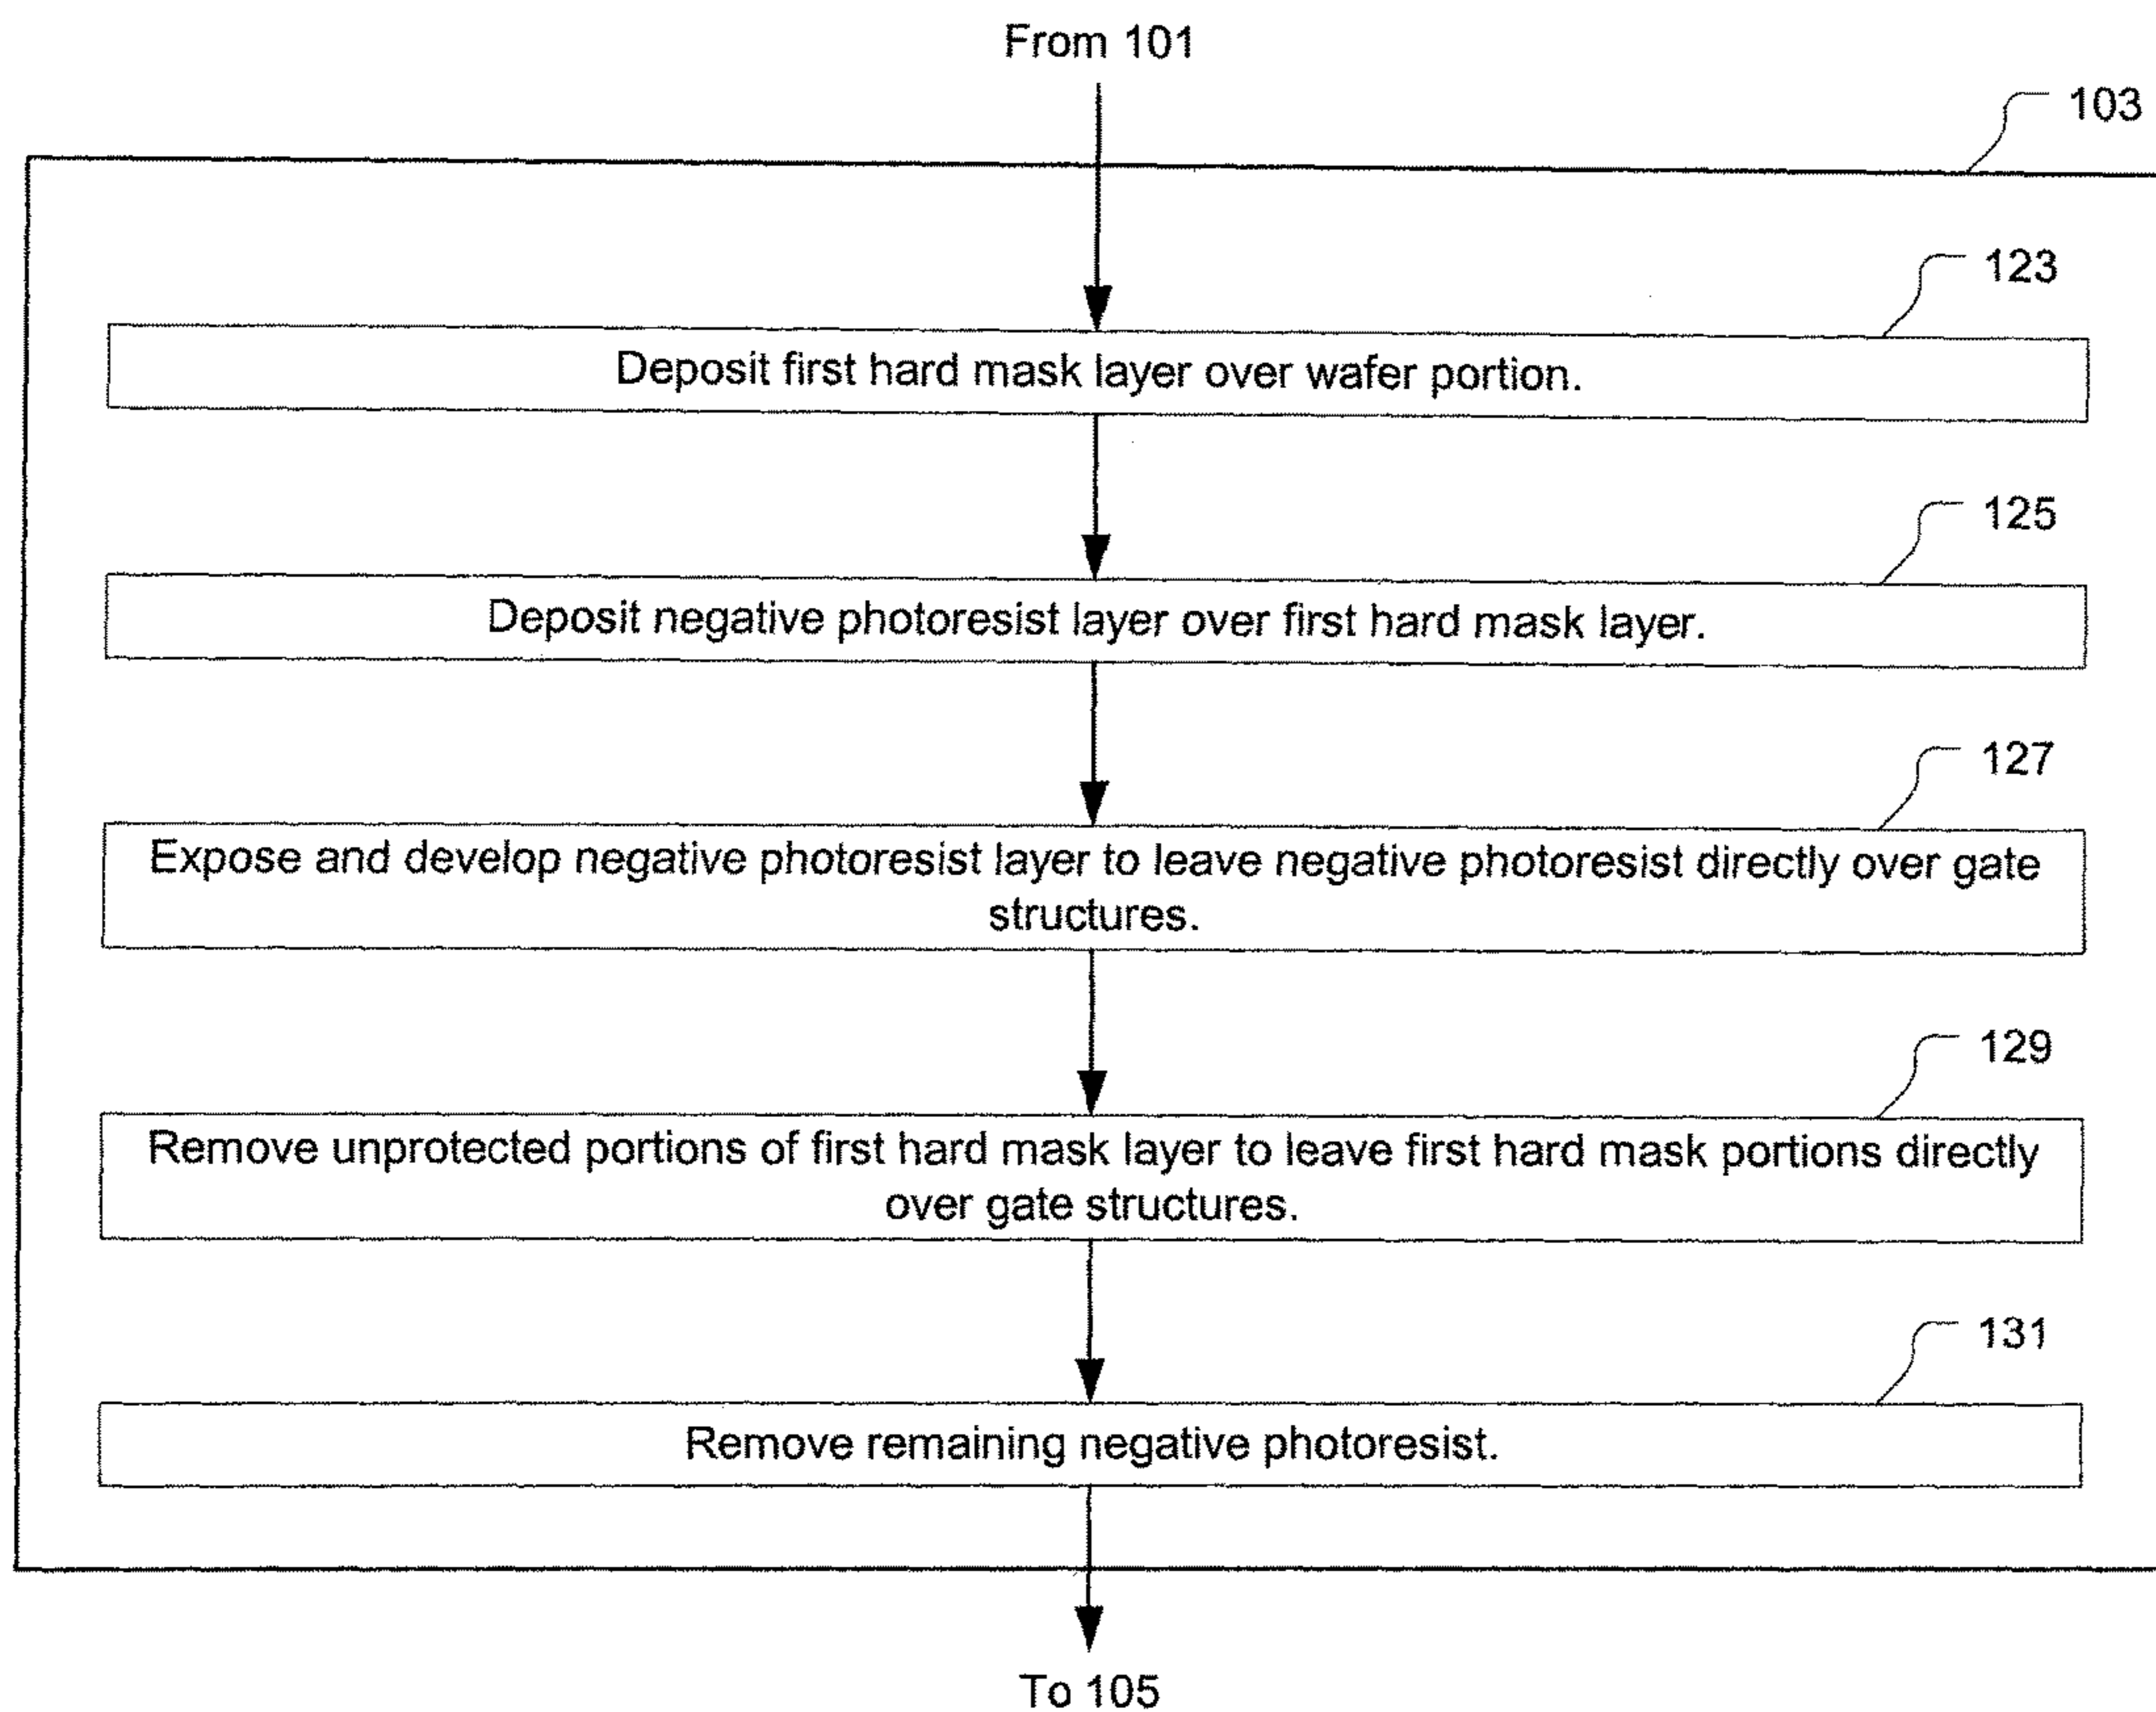 From 101
103
123
Deposit first hard mask layer over wafer portion.
125
Deposit negative photoresist layer over first hard mask layer.
127
Expose and develop negative photoresist layer to leave negative photoresist directly over gate
structures.
129
Remove unprotected portions of first hard mask layer to leave first hard mask portions directly
over gate structures.
131
Remove remaining negative photoresist.
To 105